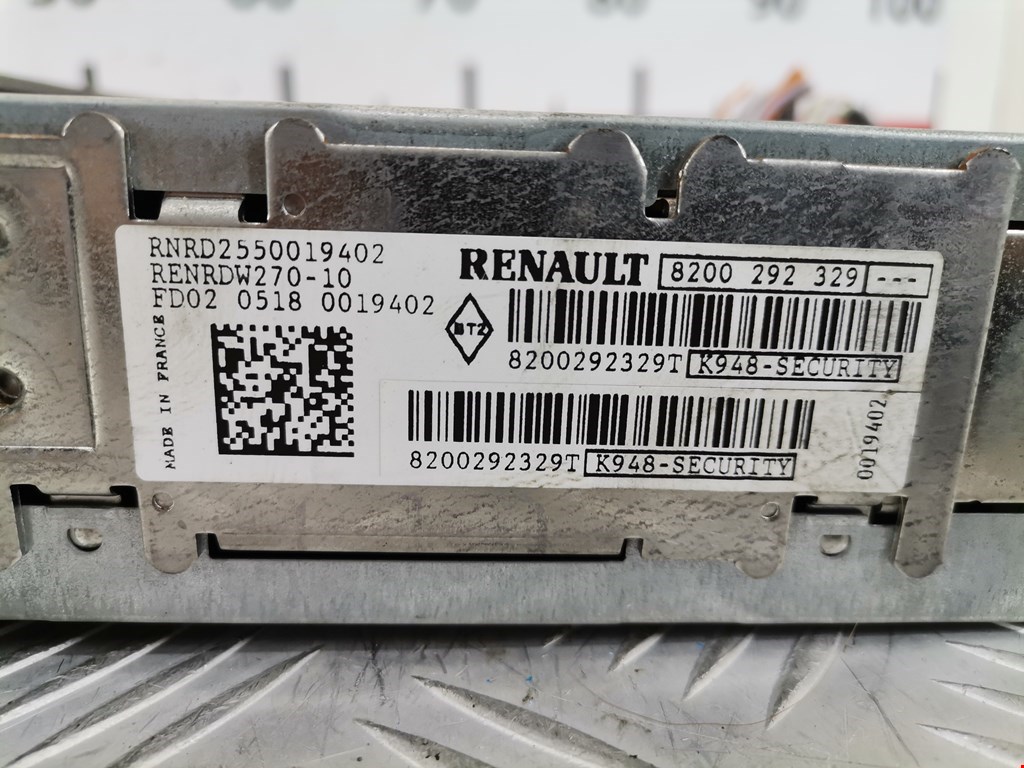 RNRD2550019402
RENRDW270-10
FD02 0518 0019402
MADE IN FRANCE
RENAULT 8200 292 329 ---
BT2
8200292329T K948-SECURITY
8200292329T K948-SECURITY
0019402